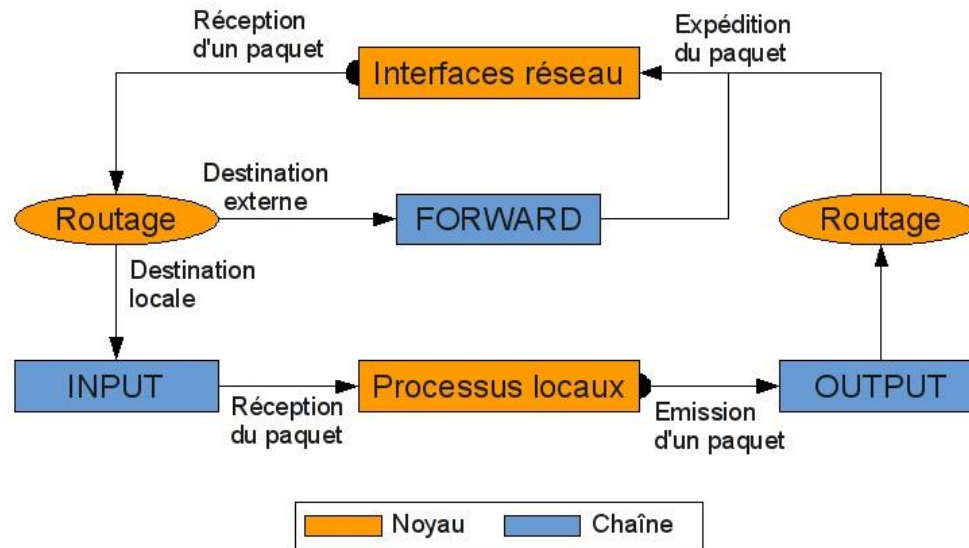 Réception
d'un paquet
Interfaces réseau
Expédition
du paquet
Routage
Destination
externe
FORWARD
Routage
Destination
locale
INPUT
Réception
du paquet
Processus locaux
Emission
d'un paquet
OUTPUT
Noyau
Chaîne